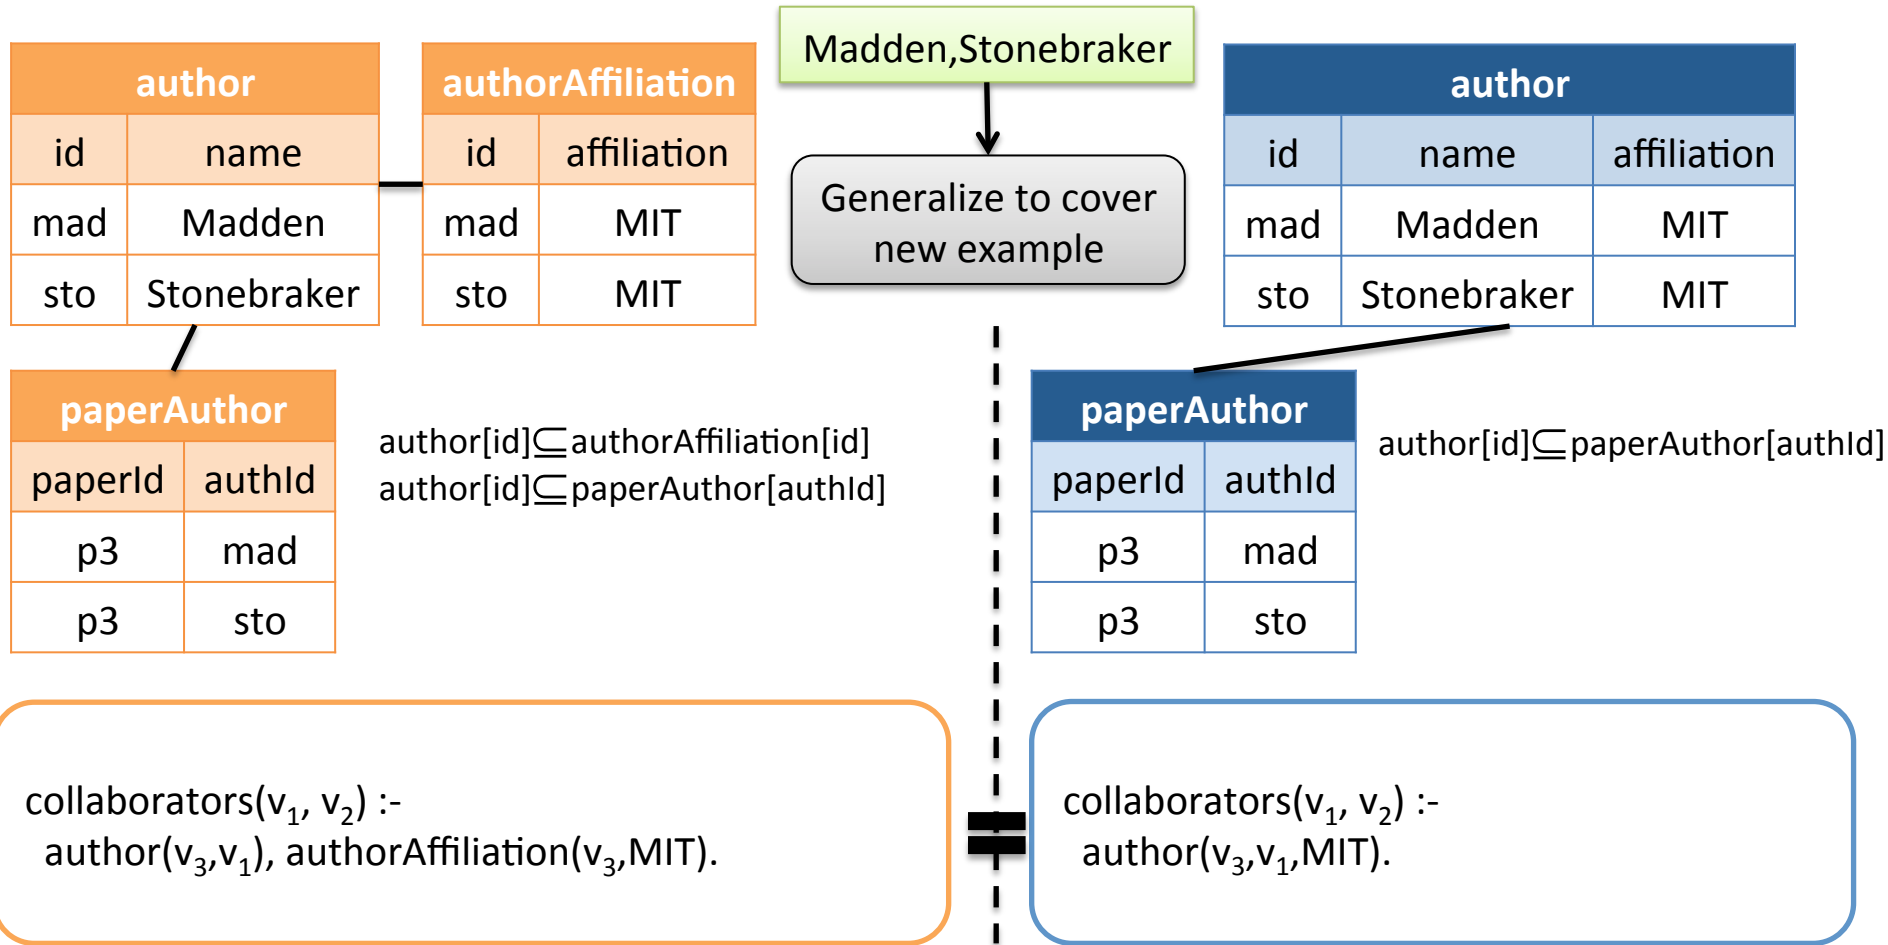 Madden,Stonebraker
Generalize to cover
new example
author
id name
mad Madden
sto Stonebraker
authorAffiliation
id affiliation
mad MIT
sto MIT
paperAuthor
paperId authId
p3 mad
p3 sto
author[id]⊆authorAffiliation[id]
author[id]⊆paperAuthor[authId]
collaborators(v₁, v₂) :-
author(v₃,v₁), authorAffiliation(v₃,MIT).
author
id name affiliation
mad Madden MIT
sto Stonebraker MIT
paperAuthor
paperId authId
p3 mad
p3 sto
author[id]⊆paperAuthor[authId]
=
collaborators(v₁, v₂) :-
author(v₃,v₁,MIT).